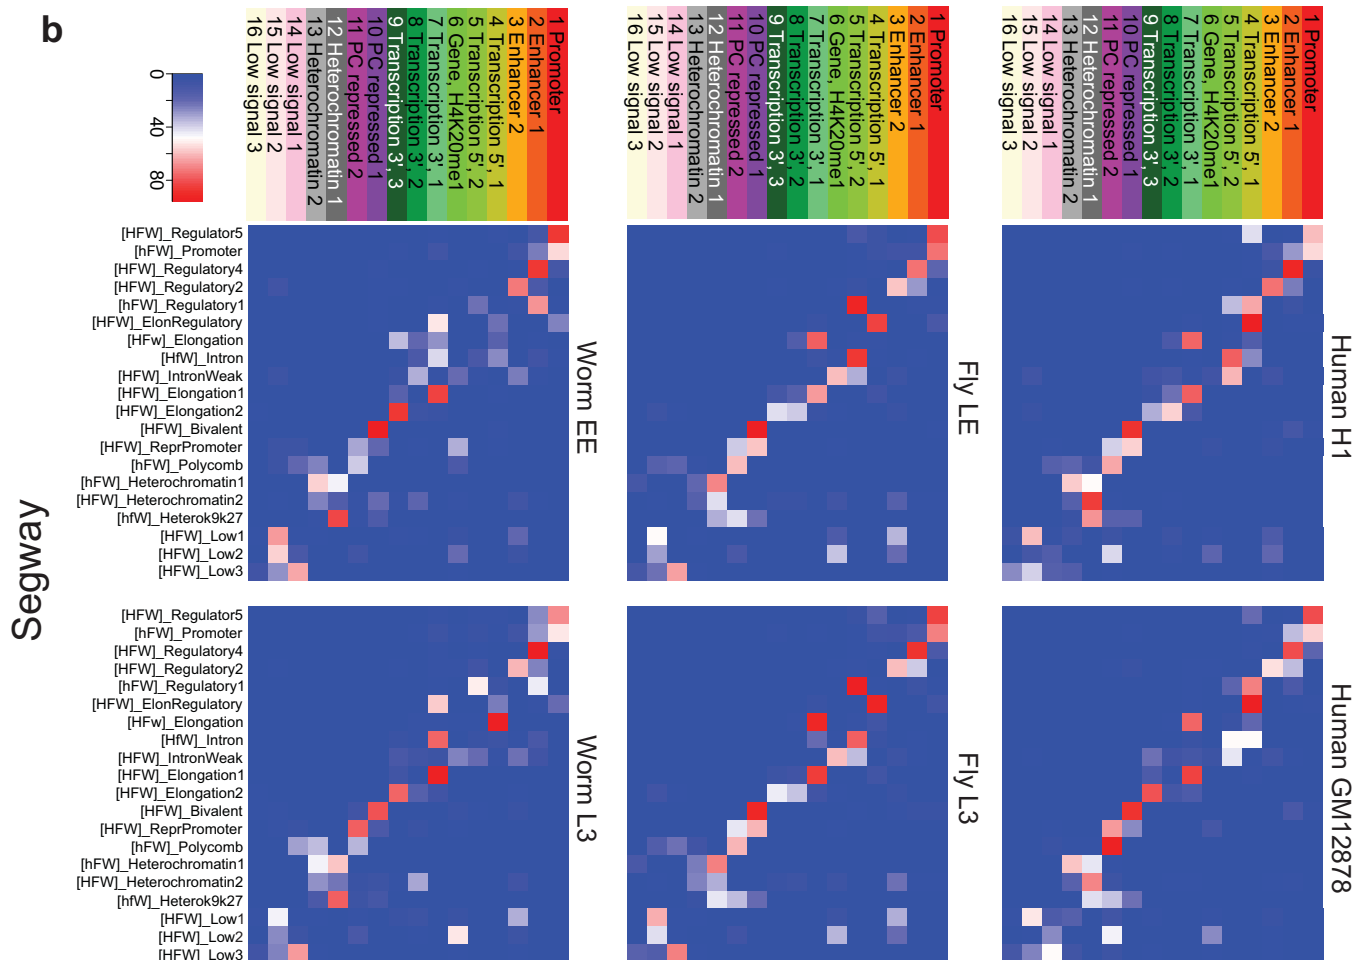 b
0
40
80
1 Promoter
2 Enhancer 1
3 Enhancer 2
4 Transcription 5', 1
5 Transcription 5', 2
6 Gene, H4K20me1
7 Transcription 3', 1
8 Transcription 3', 2
9 Transcription 3', 3
10 PC repressed 1
11 PC repressed 2
12 Heterochromatin 1
13 Heterochromatin 2
14 Low signal 1
15 Low signal 2
16 Low signal 3
1 Promoter
2 Enhancer 1
3 Enhancer 2
4 Transcription 5', 1
5 Transcription 5', 2
6 Gene, H4K20me1
7 Transcription 3', 1
8 Transcription 3', 2
9 Transcription 3', 3
10 PC repressed 1
11 PC repressed 2
12 Heterochromatin 1
13 Heterochromatin 2
14 Low signal 1
15 Low signal 2
16 Low signal 3
1 Promoter
2 Enhancer 1
3 Enhancer 2
4 Transcription 5', 1
5 Transcription 5', 2
6 Gene, H4K20me1
7 Transcription 3', 1
8 Transcription 3', 2
9 Transcription 3', 3
10 PC repressed 1
11 PC repressed 2
12 Heterochromatin 1
13 Heterochromatin 2
14 Low signal 1
15 Low signal 2
16 Low signal 3
[HFW]_Regulator5
[hFW]_Promoter
[HFW]_Regulatory4
[HFW]_Regulatory2
[hFW]_Regulatory1
[HFW]_ElonRegulatory
[HFw]_Elongation
[HfW]_Intron
[HFW]_IntronWeak
[HFW]_Elongation1
[HFW]_Elongation2
[HFW]_Bivalent
[HFW]_ReprPromoter
[hFW]_Polycomb
[hFW]_Heterochromatin1
[HFW]_Heterochromatin2
[hfW]_Heterok9k27
[HFW]_Low1
[HFW]_Low2
[HFW]_Low3
Worm EE
Fly LE
Human H1
Segway
[HFW]_Regulator5
[hFW]_Promoter
[HFW]_Regulatory4
[HFW]_Regulatory2
[hFW]_Regulatory1
[HFW]_ElonRegulatory
[HFw]_Elongation
[HfW]_Intron
[HFW]_IntronWeak
[HFW]_Elongation1
[HFW]_Elongation2
[HFW]_Bivalent
[HFW]_ReprPromoter
[hFW]_Polycomb
[hFW]_Heterochromatin1
[HFW]_Heterochromatin2
[hfW]_Heterok9k27
[HFW]_Low1
[HFW]_Low2
[HFW]_Low3
Worm L3
Fly L3
Human GM12878